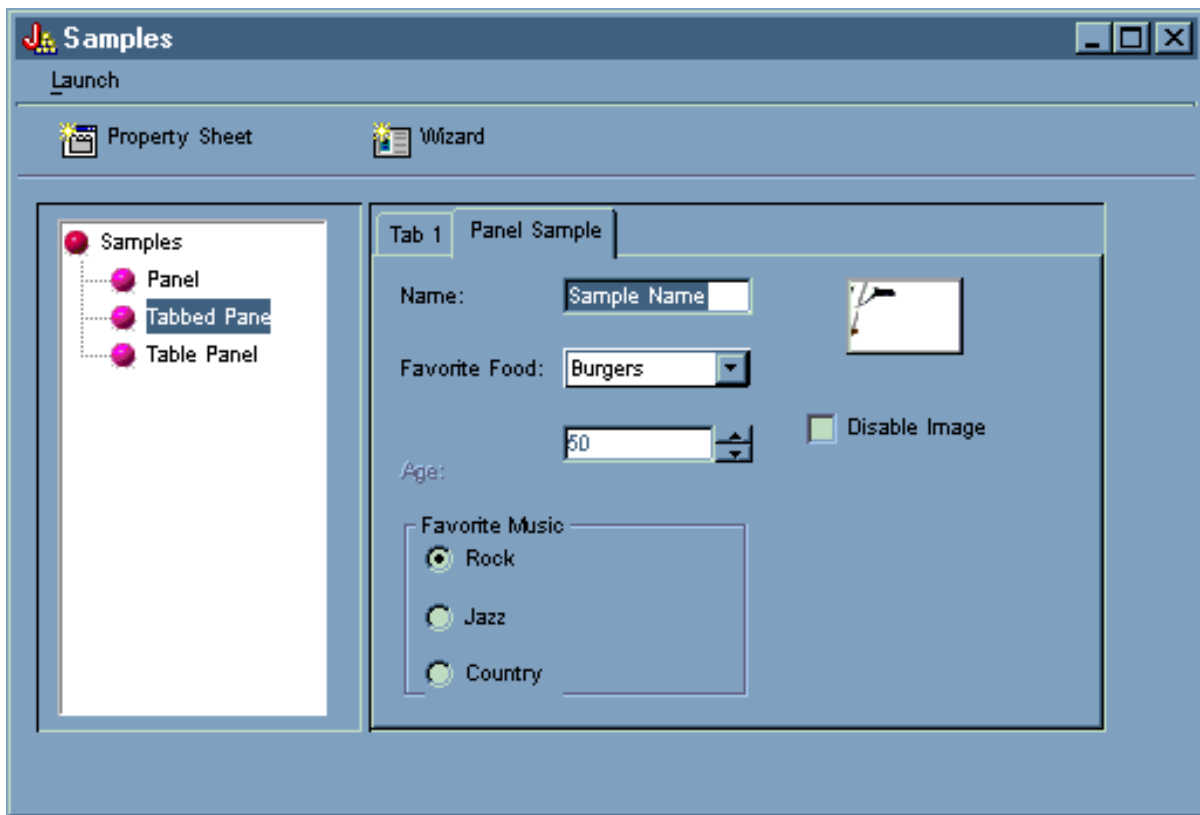 Samples
Launch
Property Sheet
Wizard
Samples
Panel
Tabbed Pane
Table Panel
Tab 1
Panel Sample
Name:
Sample Name
Favorite Food:
Burgers
Age:
50
Disable Image
Favorite Music
Rock
Jazz
Country